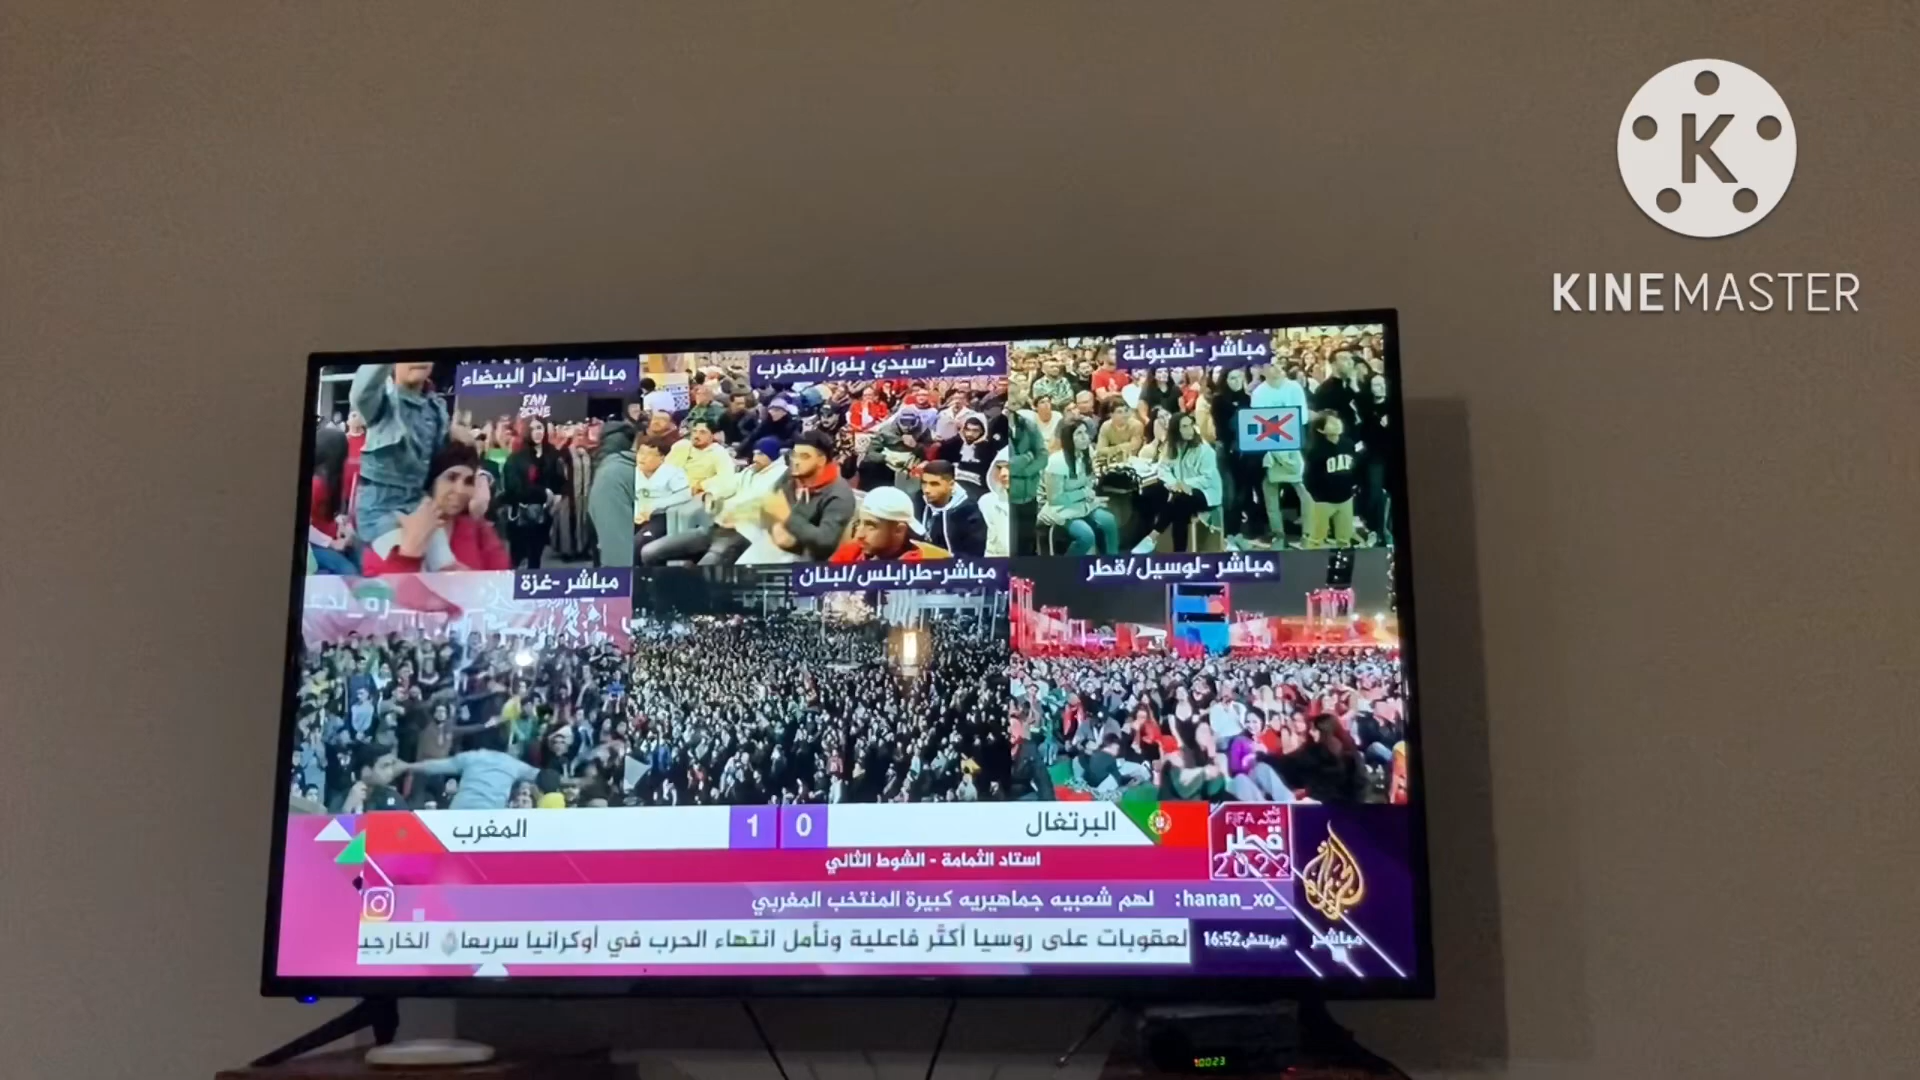 KINEMASTER
مباشر -لشبونة
مباشر -سيدي بنور/المغرب
مباشر-الدار البيضاء
FAN
ZONE
مباشر -لوسيل/قطر
مباشر-طرابلس/لبنان
مباشر -غزة
البرتغال 0 1 المغرب
استاد الثمامة - الشوط الثاني
FIFA
قطر
2022
_hanan_xo: لهم شعبيه جماهيريه كبيرة المنتخب المغربي
غرينتش 16:52
لعقوبات على روسيا أكثر فاعلية ونأمل انتهاء الحرب في أوكرانيا سريعا الخارجي
الجزيرة
مباشر